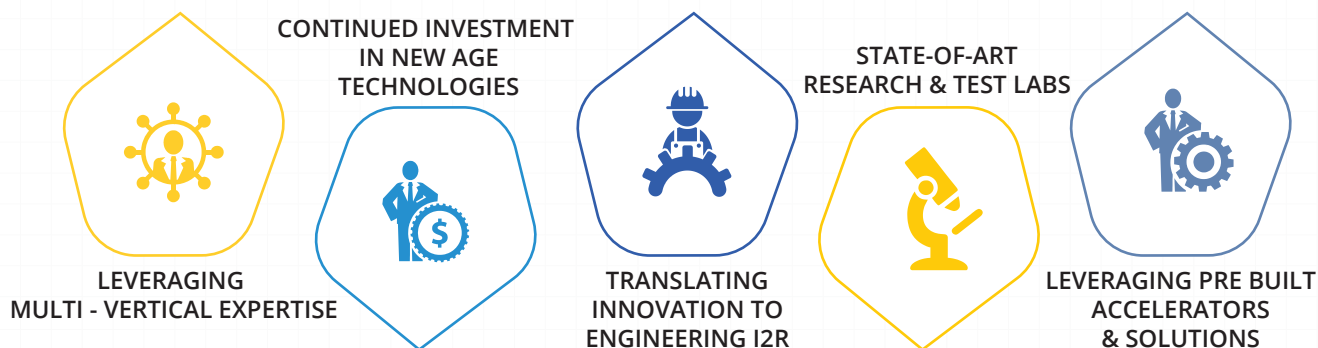 LEVERAGING
MULTI - VERTICAL EXPERTISE
CONTINUED INVESTMENT
IN NEW AGE
TECHNOLOGIES
$
TRANSLATING
INNOVATION TO
ENGINEERING I2R
STATE-OF-ART
RESEARCH & TEST LABS
LEVERAGING PRE BUILT
ACCELERATORS
& SOLUTIONS